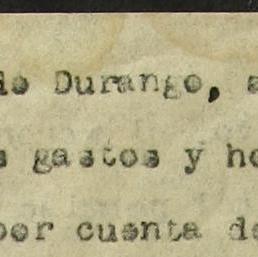 de Durango, a
s gastos y ho
por cuenta de